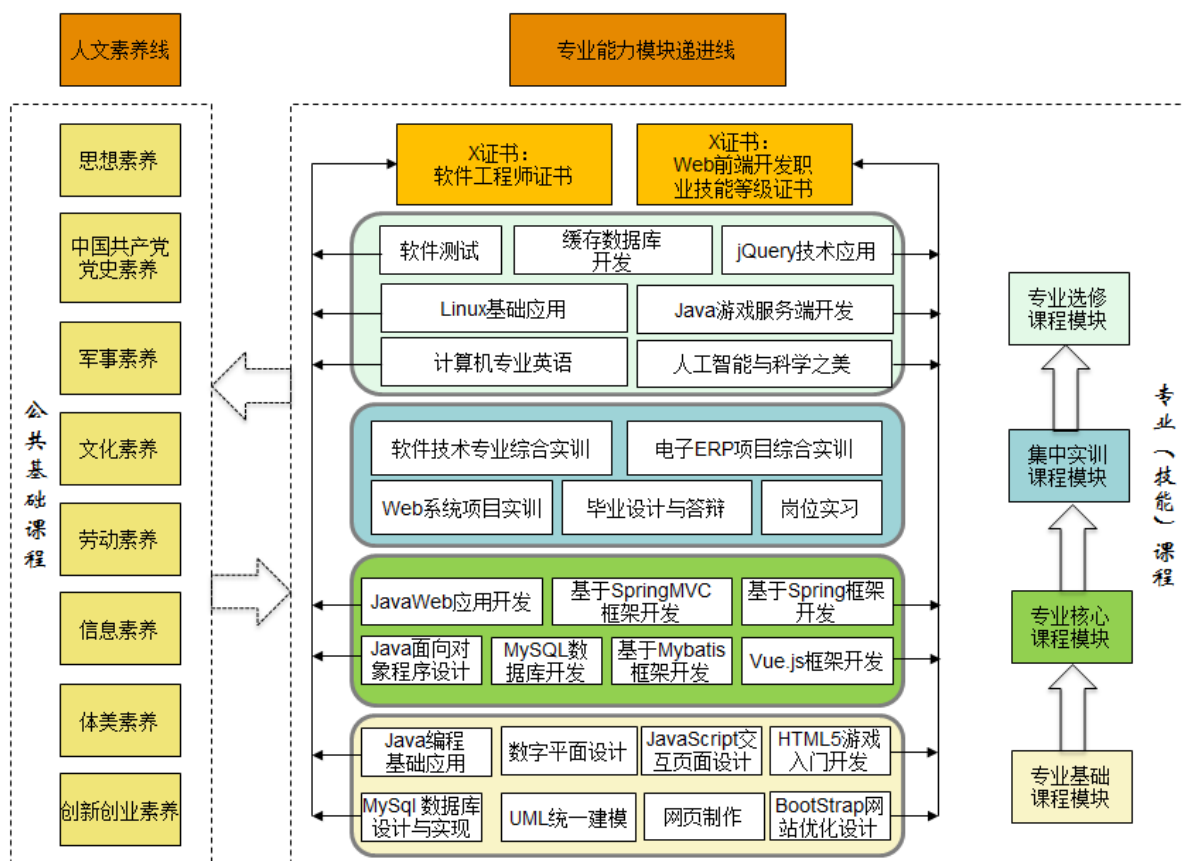 人文素养线
专业能力模块递进线
公共基础课程
思想素养
中国共产党
党史素养
军事素养
文化素养
劳动素养
信息素养
体美素养
创新创业素养
X证书：
软件工程师证书
X证书：
Web前端开发职
业技能等级证书
软件测试
缓存数据库
开发
jQuery技术应用
Linux基础应用
Java游戏服务端开发
计算机专业英语
人工智能与科学之美
软件技术专业综合实训
电子ERP项目综合实训
Web系统项目实训
毕业设计与答辩
岗位实习
JavaWeb应用开发
基于SpringMVC
框架开发
基于Spring框架
开发
Java面向对
象程序设计
MySQL数
据库开发
基于Mybatis
框架开发
Vue.js框架开发
Java编程
基础应用
数字平面设计
JavaScript交
互页面设计
HTML5游戏
入门开发
MySql 数据库
设计与实现
UML统一建模
网页制作
BootStrap网
站优化设计
专业选修
课程模块
集中实训
课程模块
专业核心
课程模块
专业基础
课程模块
专业（技能）课程